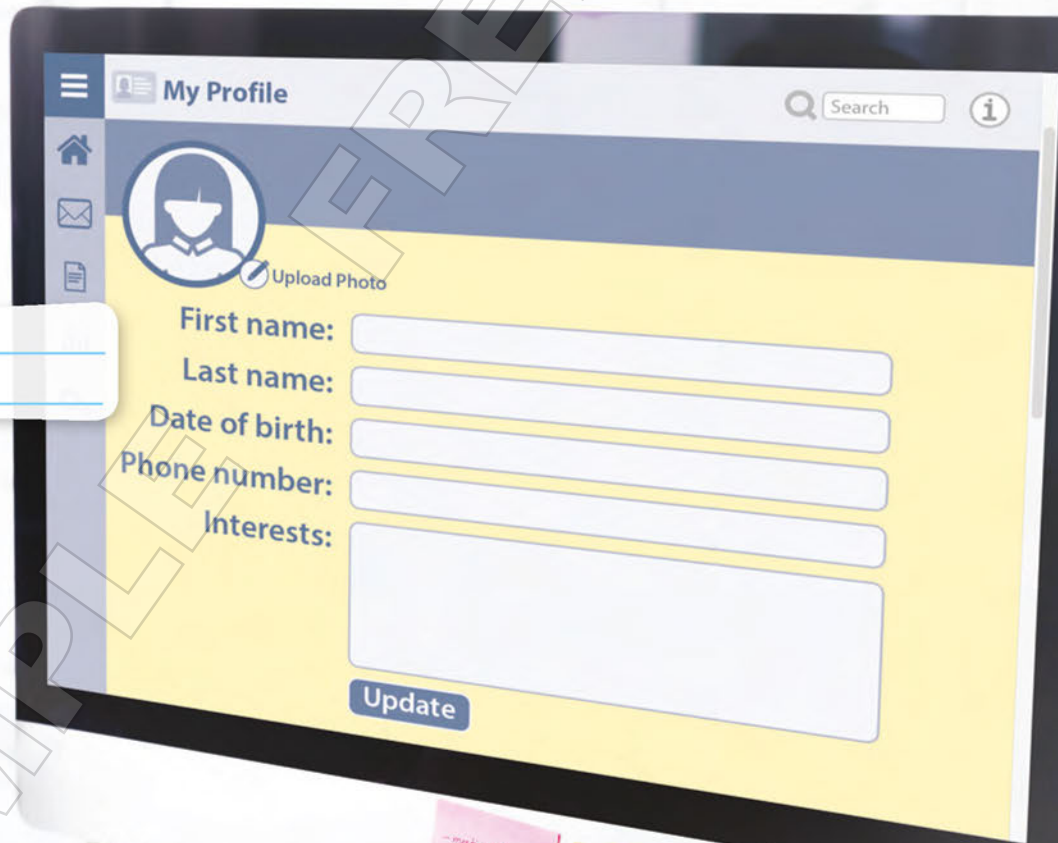 My Profile
Search
i
Upload Photo
First name:
Last name:
Date of birth:
Phone number:
Interests:
Update